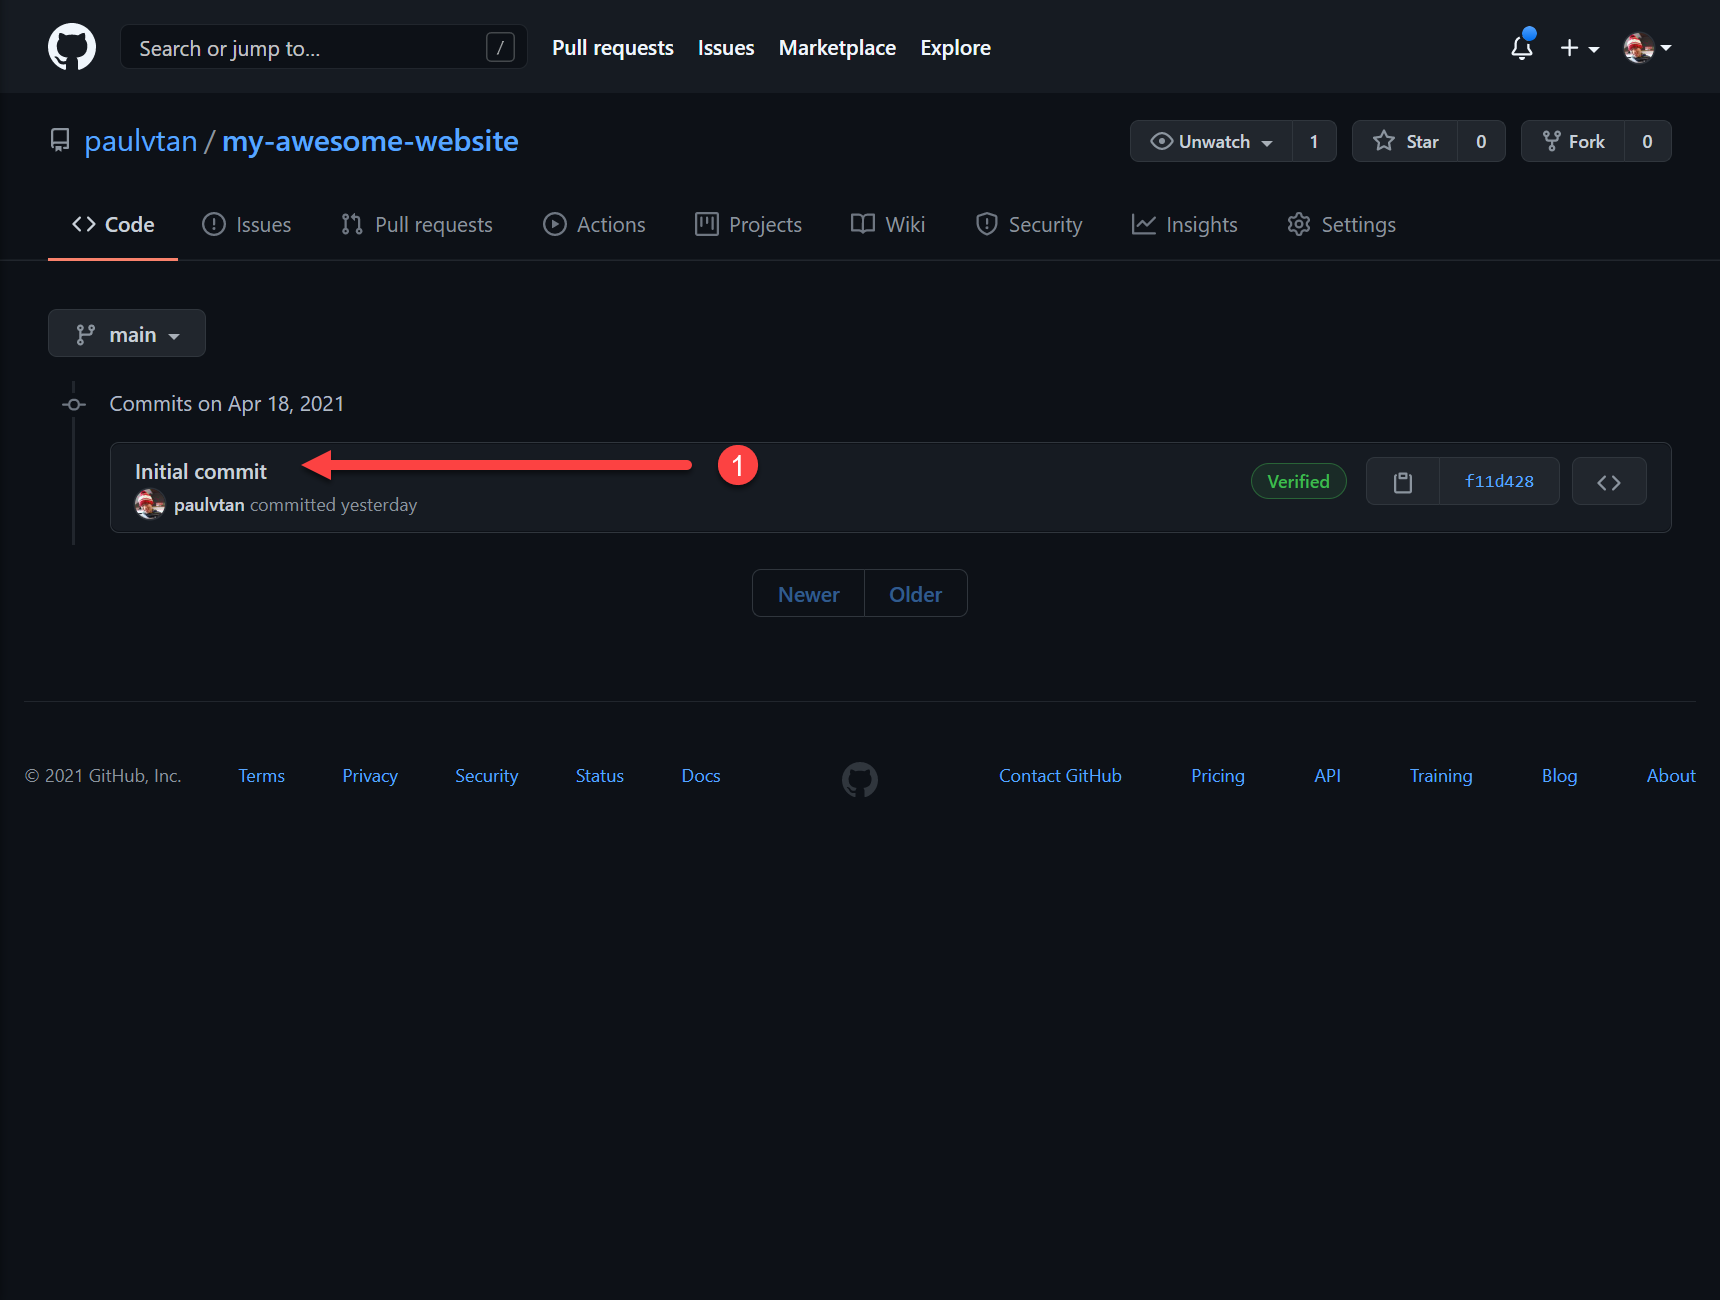 Search or jump to... /
Pull requests Issues Marketplace Explore
paulvtan / my-awesome-website
Unwatch 1 Star 0 Fork 0
Code Issues Pull requests Actions Projects Wiki Security Insights Settings
main
Commits on Apr 18, 2021
Initial commit
1
paulvtan committed yesterday
Verified f11d428
Newer Older
© 2021 GitHub, Inc. Terms Privacy Security Status Docs Contact GitHub Pricing API Training Blog About